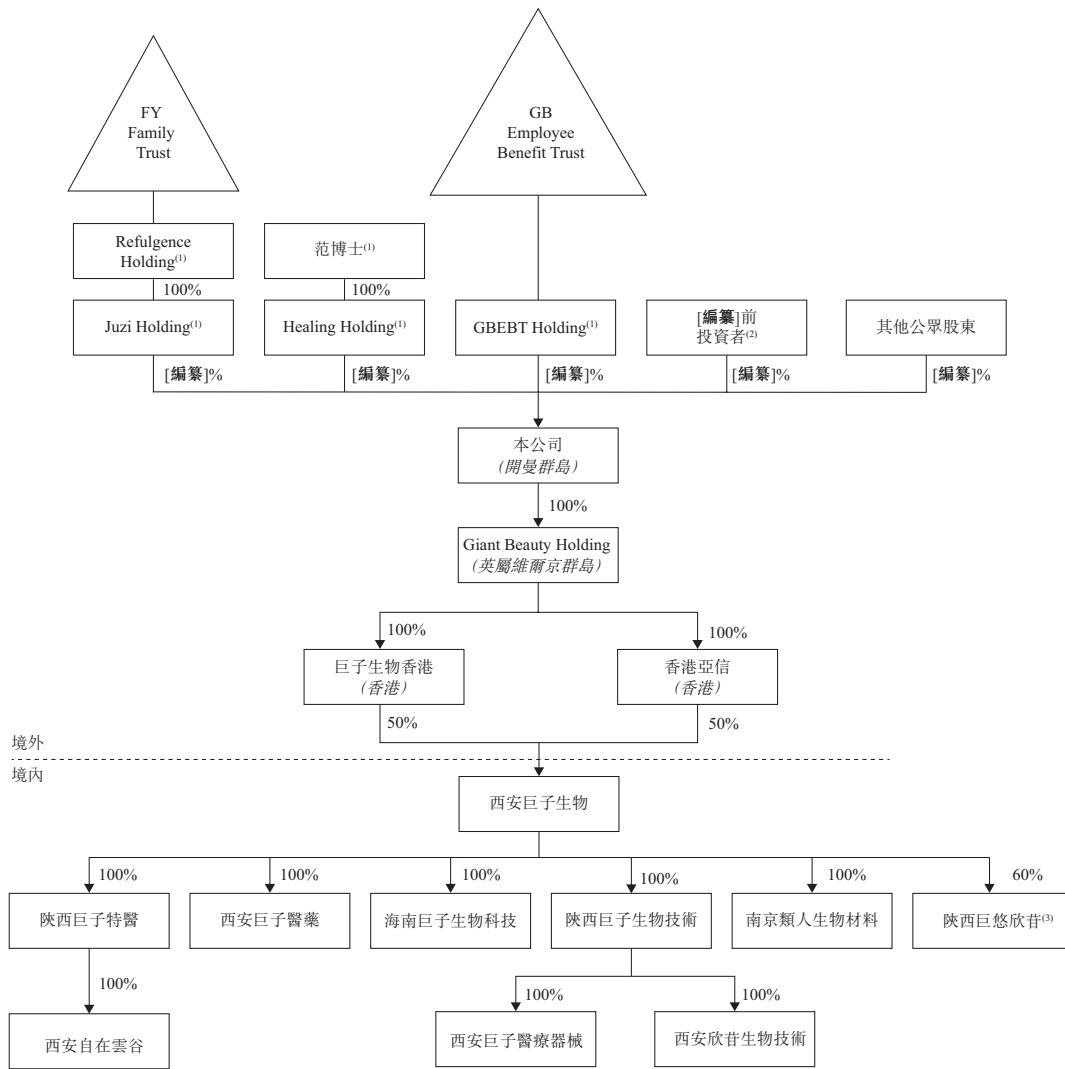 FY
Family
Trust
GB
Employee
Benefit Trust
Refulgence
Holding(1)
范博士(1)
100%
100%
Juzi Holding(1)
Healing Holding(1)
GBEBT Holding(1)
[編纂]前
投資者(2)
其他公眾股東
[編纂]%
[編纂]%
[編纂]%
[編纂]%
[編纂]%
本公司
(開曼群島)
100%
Giant Beauty Holding
(英屬維爾京群島)
100%
100%
巨子生物香港
(香港)
香港亞信
(香港)
50%
50%
境外
境內
西安巨子生物
100%
100%
100%
100%
100%
60%
陝西巨子特醫
西安巨子醫藥
海南巨子生物科技
陝西巨子生物技術
南京類人生物材料
陝西巨悠欣苷(3)
100%
100%
100%
西安自在雲谷
西安巨子醫療器械
西安欣苷生物技術